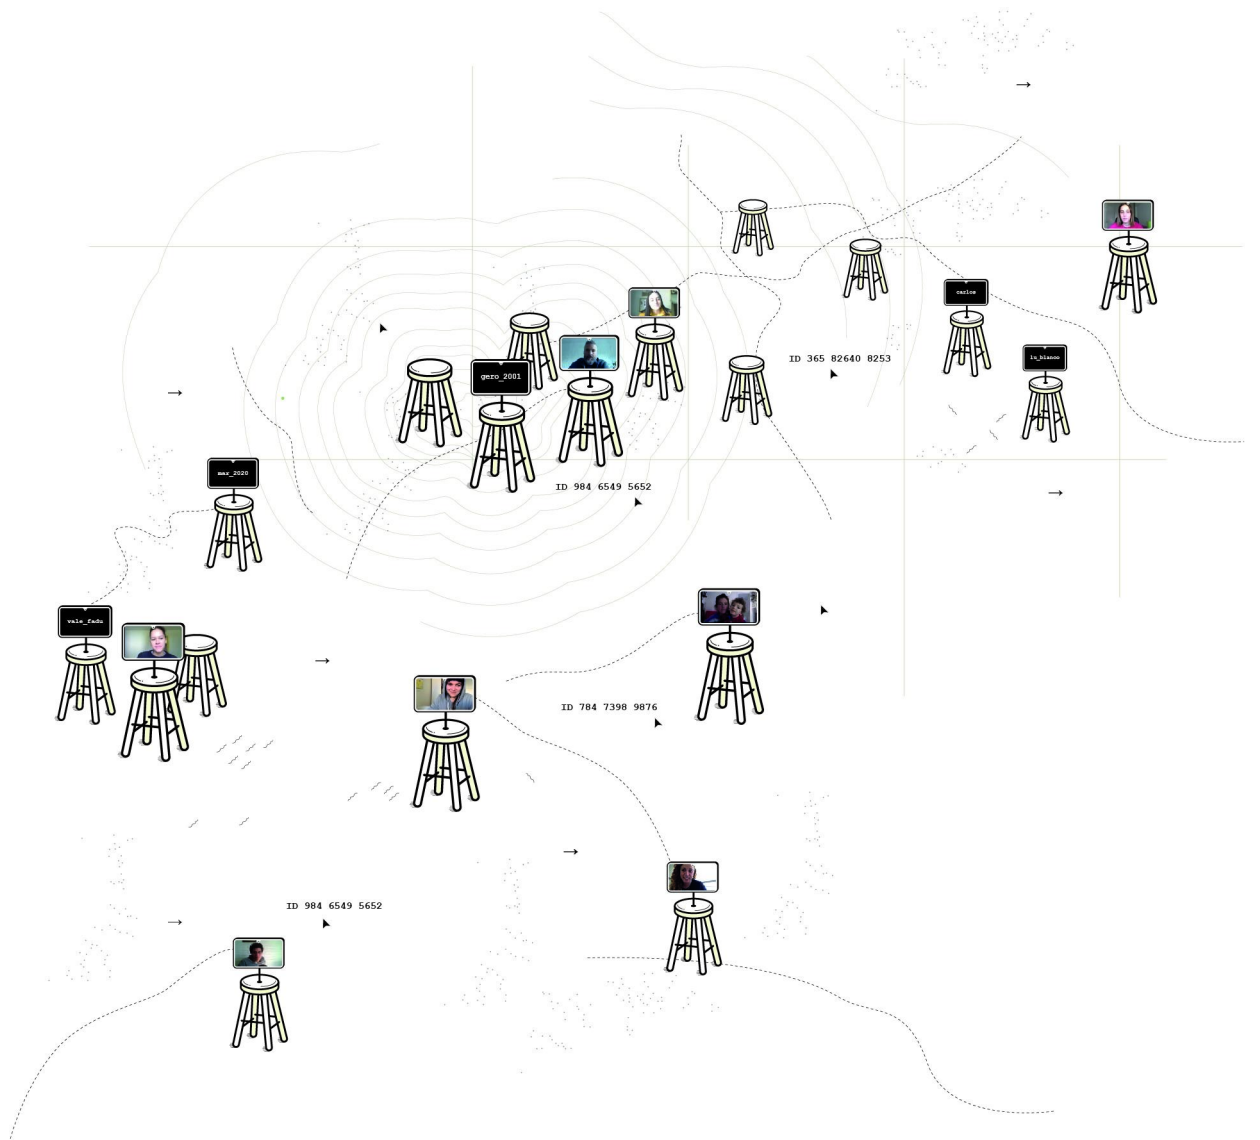 carlos
lu_blanco
ID 365 82640 8253
gero_2001
mar_2020
ID 984 6549 5652
vale_fadu
ID 784 7398 9876
ID 984 6549 5652